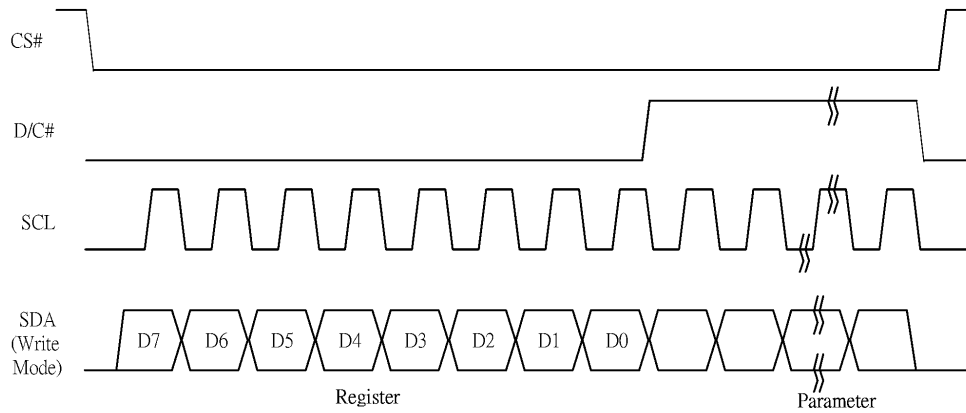 CS#
D/C#
SCL
SDA
(Write
Mode)
D7 D6 D5 D4 D3 D2 D1 D0
Register
Parameter